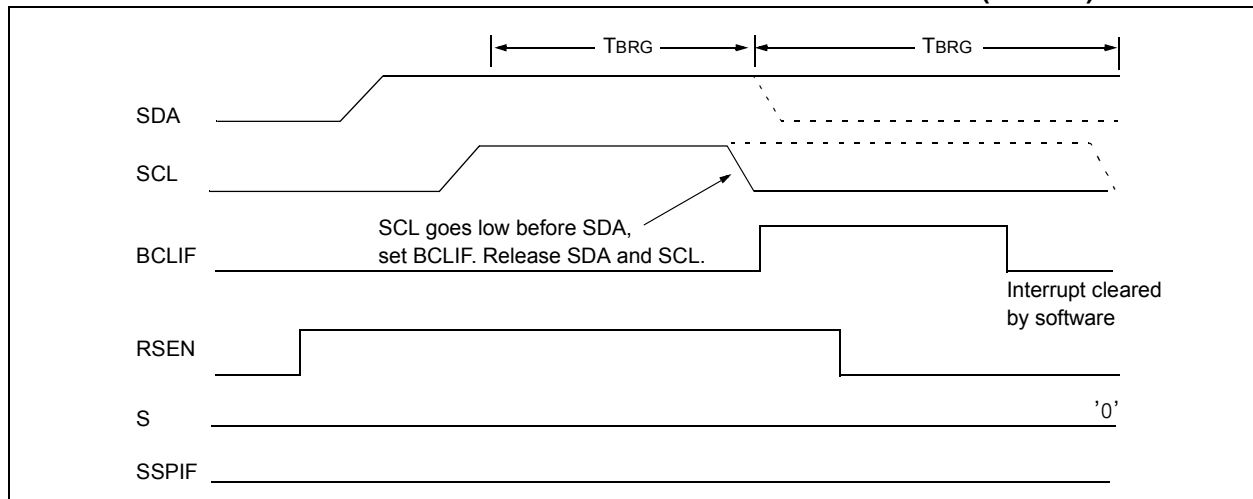 TBRG
TBRG
SDA
SCL
SCL goes low before SDA,
set BCLIF. Release SDA and SCL.
BCLIF
Interrupt cleared
by software
RSEN
S
'0'
SSPIF